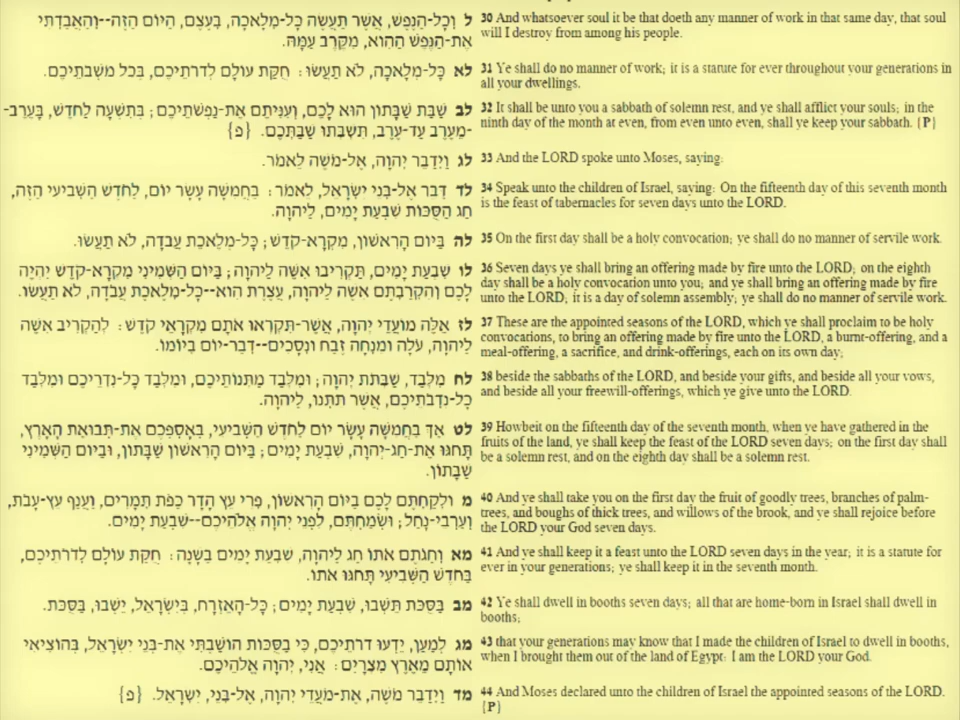 ל וְכָל-הַנֶּפֶשׁ, אֲשֶׁר תַּעֲשֶׂה כָּל-מְלָאכָה, בְּעֶצֶם, הַיּוֹם הַזֶּה--וְהַאֲבַדְתִּי
אֶת-הַנֶּפֶשׁ הַהִוא, מִקֶּרֶב עַמָּהּ.
30 And whatsoever soul it be that doeth any manner of work in that same day, that soul
will I destroy from among his people.
לא כָּל-מְלָאכָה, לֹא תַעֲשׂוּ: חֻקַּת עוֹלָם לְדֹרֹתֵיכֶם, בְּכֹל מֹשְׁבֹתֵיכֶם.
31 Ye shall do no manner of work; it is a statute for ever throughout your generations in
all your dwellings.
לב שַׁבַּת שַׁבָּתוֹן הוּא לָכֶם, וְעִנִּיתֶם אֶת-נַפְשֹׁתֵיכֶם; בְּתִשְׁעָה לַחֹדֶשׁ, בָּעֶרֶב-
-מֵעֶרֶב עַד-עֶרֶב, תִּשְׁבְּתוּ שַׁבַּתְּכֶם. {פ}
32 It shall be unto you a sabbath of solemn rest, and ye shall afflict your souls; in the
ninth day of the month at even, from even unto even, shall ye keep your sabbath. {P}
לג וַיְדַבֵּר יְהוָה, אֶל-מֹשֶׁה לֵּאמֹר.
33 And the LORD spoke unto Moses, saying:
לד דַּבֵּר אֶל-בְּנֵי יִשְׂרָאֵל, לֵאמֹר: בַּחֲמִשָּׁה עָשָׂר יוֹם, לַחֹדֶשׁ הַשְּׁבִיעִי הַזֶּה,
חַג הַסֻּכּוֹת שִׁבְעַת יָמִים, לַיהוָה.
34 Speak unto the children of Israel, saying: On the fifteenth day of this seventh month
is the feast of tabernacles for seven days unto the LORD.
לה בַּיּוֹם הָרִאשׁוֹן, מִקְרָא-קֹדֶשׁ; כָּל-מְלֶאכֶת עֲבֹדָה, לֹא תַעֲשׂוּ.
35 On the first day shall be a holy convocation; ye shall do no manner of servile work.
לו שִׁבְעַת יָמִים, תַּקְרִיבוּ אִשֶּׁה לַיהוָה; בַּיּוֹם הַשְּׁמִינִי מִקְרָא-קֹדֶשׁ יִהְיֶה
לָכֶם וְהִקְרַבְתֶּם אִשֶּׁה לַיהוָה, עֲצֶרֶת הִוא--כָּל-מְלֶאכֶת עֲבֹדָה, לֹא תַעֲשׂוּ.
36 Seven days ye shall bring an offering made by fire unto the LORD; on the eighth
day shall be a holy convocation unto you; and ye shall bring an offering made by fire
unto the LORD; it is a day of solemn assembly; ye shall do no manner of servile work.
לז אֵלֶּה מוֹעֲדֵי יְהוָה, אֲשֶׁר-תִּקְרְאוּ אֹתָם מִקְרָאֵי קֹדֶשׁ: לְהַקְרִיב אִשֶּׁה
לַיהוָה, עֹלָה וּמִנְחָה זֶבַח וּנְסָכִים--דְּבַר-יוֹם בְּיוֹמוֹ.
37 These are the appointed seasons of the LORD, which ye shall proclaim to be holy
convocations, to bring an offering made by fire unto the LORD, a burnt-offering, and a
meal-offering, a sacrifice, and drink-offerings, each on its own day;
לח מִלְּבַד, שַׁבְּתֹת יְהוָה; וּמִלְּבַד מַתְּנוֹתֵיכֶם, וּמִלְּבַד כָּל-נִדְרֵיכֶם וּמִלְּבַד
כָּל-נִדְבֹתֵיכֶם, אֲשֶׁר תִּתְּנוּ, לַיהוָה.
38 beside the sabbaths of the LORD, and beside your gifts, and beside all your vows,
and beside all your freewill-offerings, which ye give unto the LORD.
לט אַךְ בַּחֲמִשָּׁה עָשָׂר יוֹם לַחֹדֶשׁ הַשְּׁבִיעִי, בְּאָסְפְּכֶם אֶת-תְּבוּאַת הָאָרֶץ,
תָּחֹגּוּ אֶת-חַג-יְהוָה, שִׁבְעַת יָמִים; בַּיּוֹם הָרִאשׁוֹן שַׁבָּתוֹן, וּבַיּוֹם הַשְּׁמִינִי
שַׁבָּתוֹן.
39 Howbeit on the fifteenth day of the seventh month, when ye have gathered in the
fruits of the land, ye shall keep the feast of the LORD seven days; on the first day shall
be a solemn rest, and on the eighth day shall be a solemn rest.
מ וּלְקַחְתֶּם לָכֶם בַּיּוֹם הָרִאשׁוֹן, פְּרִי עֵץ הָדָר כַּפֹּת תְּמָרִים, וַעֲנַף עֵץ-עָבֹת,
וְעַרְבֵי-נָחַל; וּשְׂמַחְתֶּם, לִפְנֵי יְהוָה אֱלֹהֵיכֶם--שִׁבְעַת יָמִים.
40 And ye shall take you on the first day the fruit of goodly trees, branches of palm-
trees, and boughs of thick trees, and willows of the brook, and ye shall rejoice before
the LORD your God seven days.
מא וְחַגֹּתֶם אֹתוֹ חַג לַיהוָה, שִׁבְעַת יָמִים בַּשָּׁנָה: חֻקַּת עוֹלָם לְדֹרֹתֵיכֶם,
בַּחֹדֶשׁ הַשְּׁבִיעִי תָּחֹגּוּ אֹתוֹ.
41 And ye shall keep it a feast unto the LORD seven days in the year; it is a statute for
ever in your generations; ye shall keep it in the seventh month.
מב בַּסֻּכֹּת תֵּשְׁבוּ, שִׁבְעַת יָמִים; כָּל-הָאֶזְרָח, בְּיִשְׂרָאֵל, יֵשְׁבוּ, בַּסֻּכֹּת.
42 Ye shall dwell in booths seven days; all that are home-born in Israel shall dwell in
booths;
מג לְמַעַן, יֵדְעוּ דֹרֹתֵיכֶם, כִּי בַסֻּכּוֹת הוֹשַׁבְתִּי אֶת-בְּנֵי יִשְׂרָאֵל, בְּהוֹצִיאִי
אוֹתָם מֵאֶרֶץ מִצְרָיִם: אֲנִי, יְהוָה אֱלֹהֵיכֶם.
43 that your generations may know that I made the children of Israel to dwell in booths,
when I brought them out of the land of Egypt: I am the LORD your God.
מד וַיְדַבֵּר מֹשֶׁה, אֶת-מֹעֲדֵי יְהוָה, אֶל-בְּנֵי, יִשְׂרָאֵל. {פ}
44 And Moses declared unto the children of Israel the appointed seasons of the LORD.
{P}